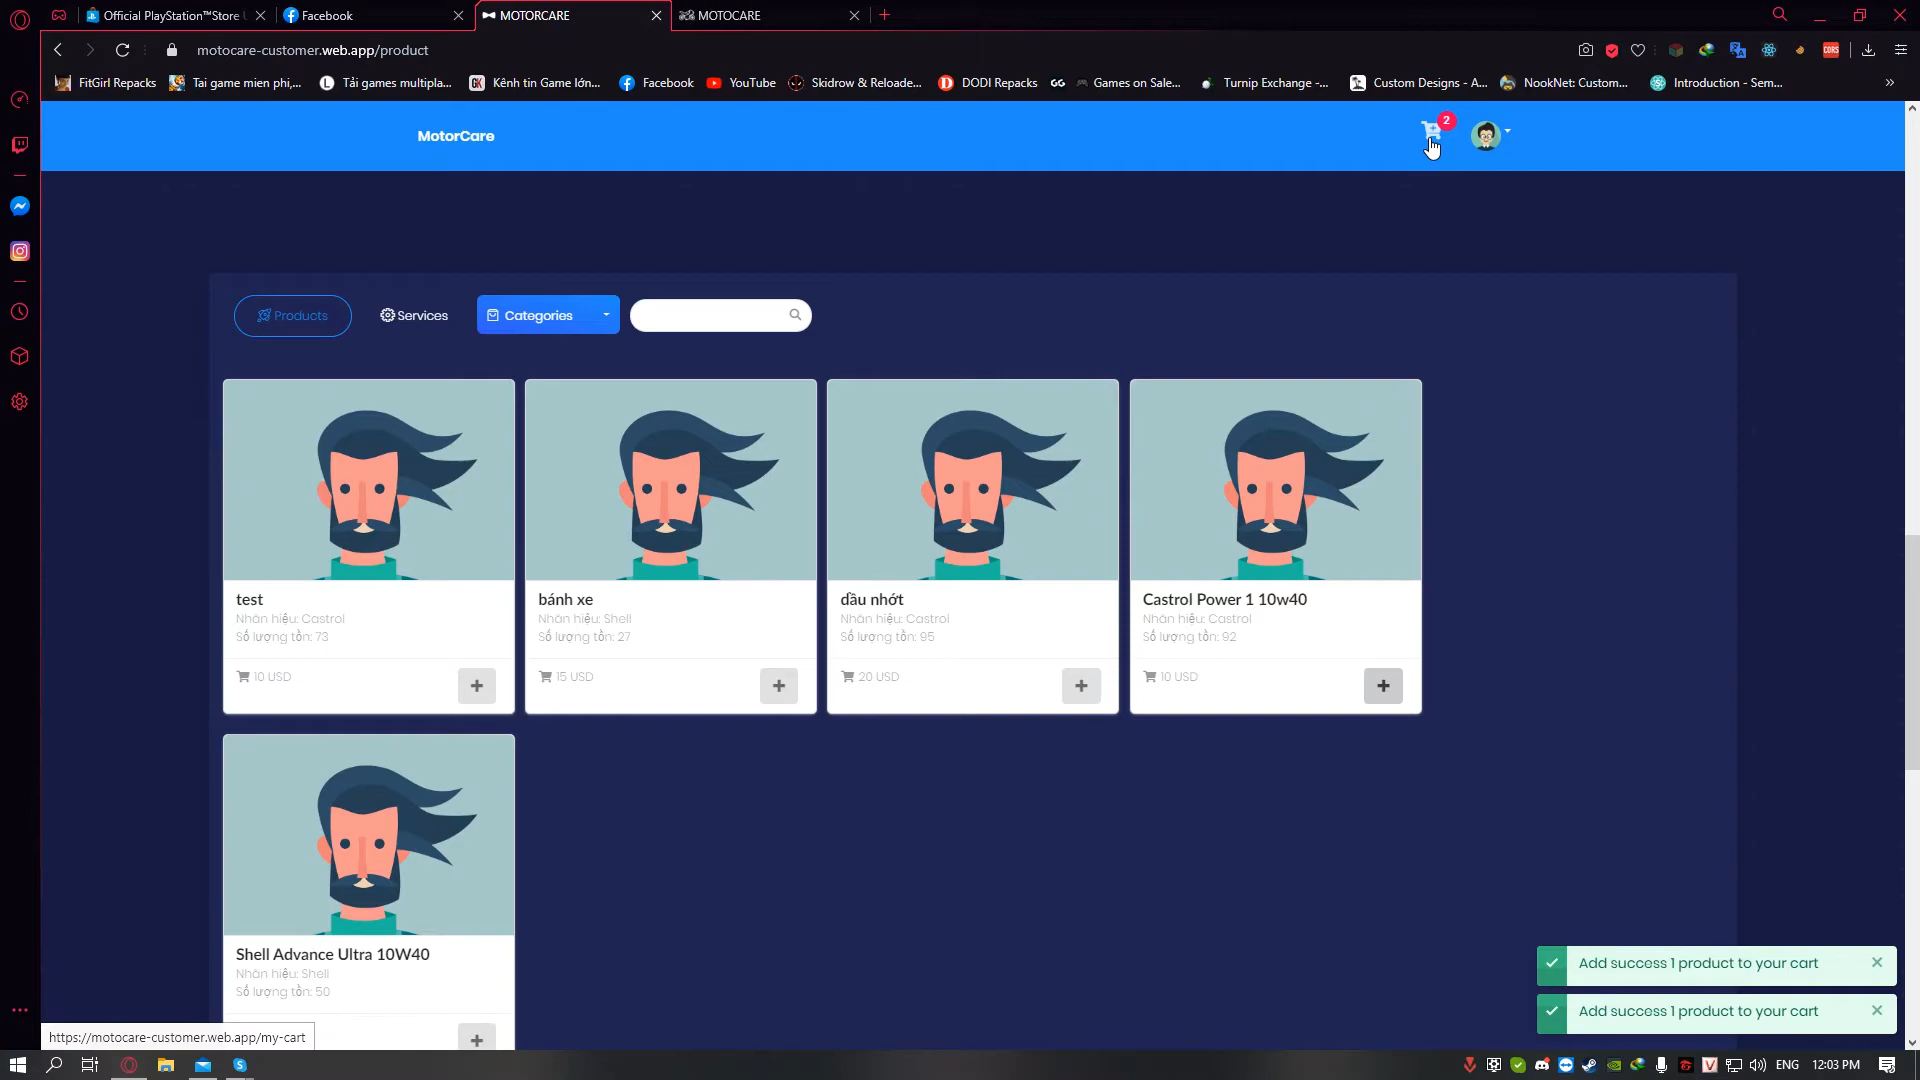 Official PlayStation™Store U
Facebook
MOTORCARE
MOTOCARE
motocare-customer.web.app/product
FitGirl Repacks
Tai game mien phi,...
Tải games multipla...
Kênh tin Game lớn...
Facebook
YouTube
Skidrow & Reloade...
DODI Repacks
GG
Games on Sale...
Turnip Exchange -...
Custom Designs - A...
NookNet: Custom...
Introduction - Sem...
CORS
MotorCare
2
Products
Services
Categories
test
Nhãn hiệu: Castrol
Số lượng tồn: 73
10 USD
bánh xe
Nhãn hiệu: Shell
Số lượng tồn: 27
15 USD
dầu nhớt
Nhãn hiệu: Castrol
Số lượng tồn: 95
20 USD
Castrol Power 1 10w40
Nhãn hiệu: Castrol
Số lượng tồn: 92
10 USD
Shell Advance Ultra 10W40
Nhãn hiệu: Shell
Số lượng tồn: 50
Add success 1 product to your cart
Add success 1 product to your cart
https://motocare-customer.web.app/my-cart
ENG
12:03 PM